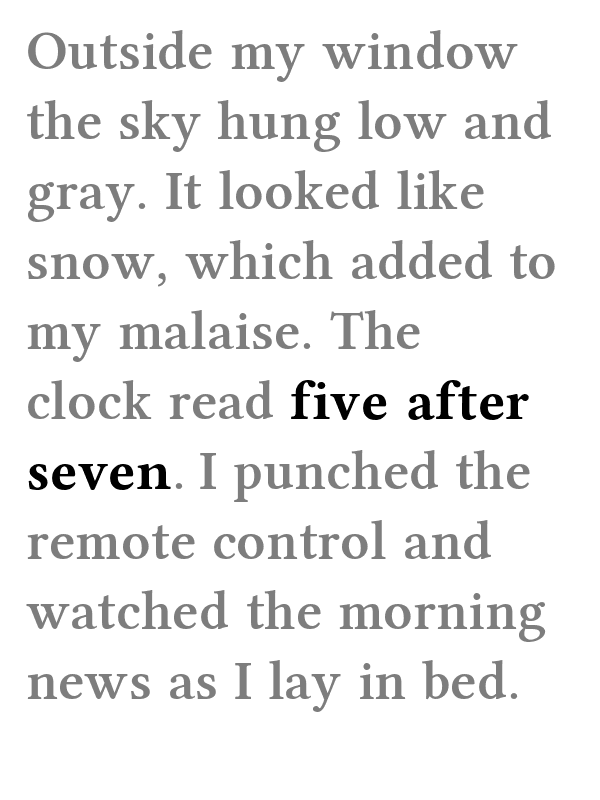 Outside my window
the sky hung low and
gray. It looked like
snow, which added to
my malaise. The
clock read five after
seven. I punched the
remote control and
watched the morning
news as I lay in bed.